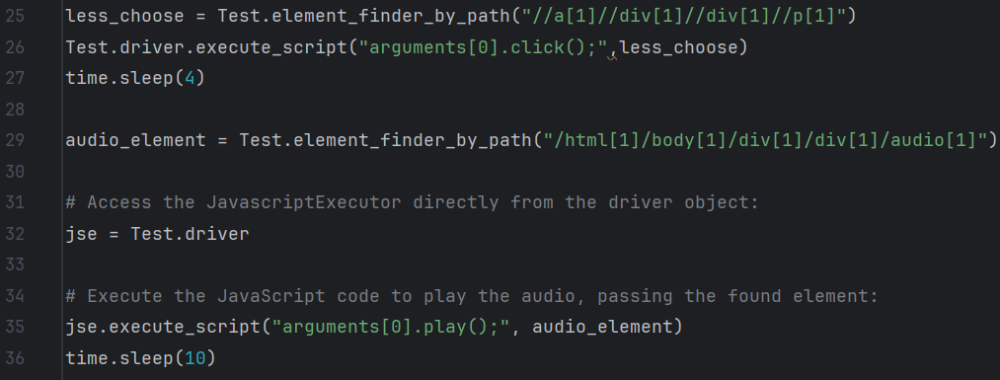 25 less_choose = Test.element_finder_by_path("//a[1]//div[1]//div[1]//p[1]")
26 Test.driver.execute_script("arguments[0].click();",less_choose)
27 time.sleep(4)
28
29 audio_element = Test.element_finder_by_path("/html[1]/body[1]/div[1]/div[1]/audio[1]")
30
31 # Access the JavascriptExecutor directly from the driver object:
32 jse = Test.driver
33
34 # Execute the JavaScript code to play the audio, passing the found element:
35 jse.execute_script("arguments[0].play();", audio_element)
36 time.sleep(10)